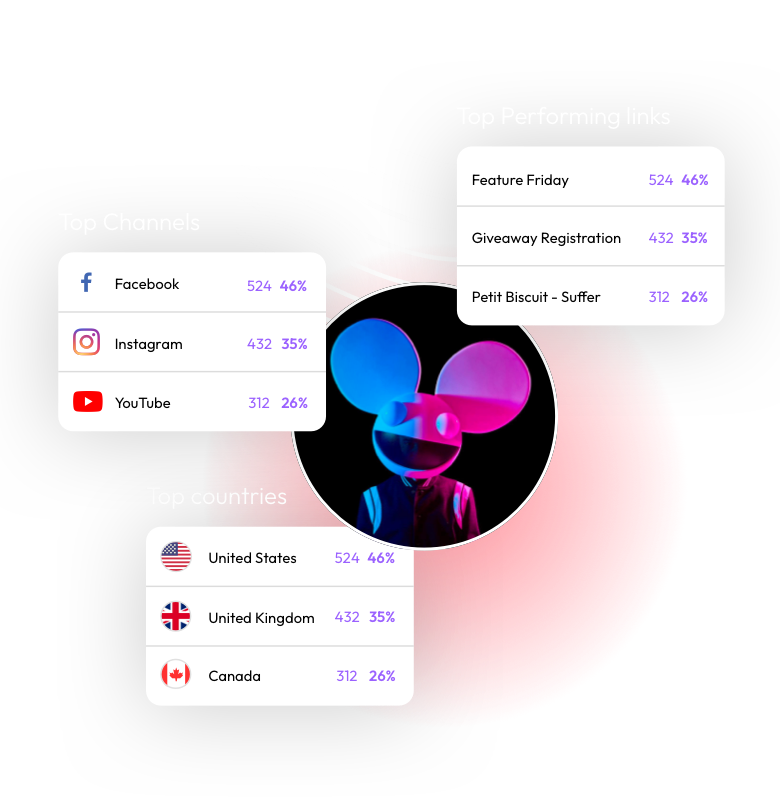 Top Performing links
Feature Friday 524 46%
Giveaway Registration 432 35%
Petit Biscuit - Suffer 312 26%
Top Channels
Facebook 524 46%
Instagram 432 35%
YouTube 312 26%
Top countries
United States 524 46%
United Kingdom 432 35%
Canada 312 26%